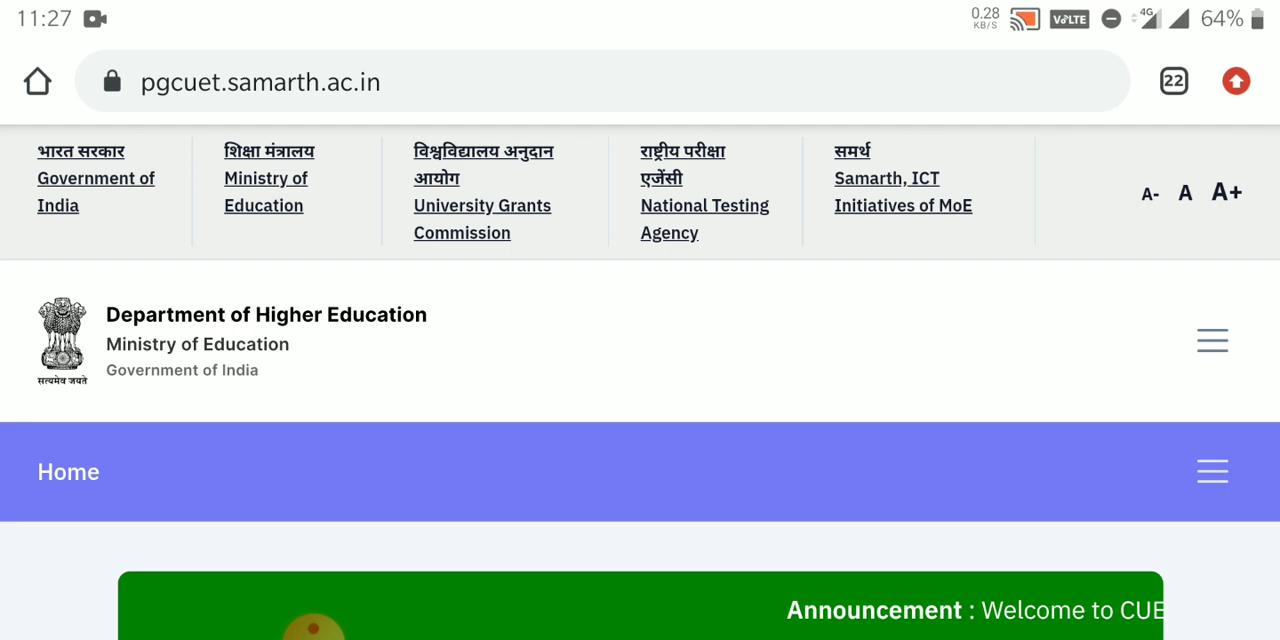 11:27
0.28
KB/S
VoLTE
4G
64%
pgcuet.samarth.ac.in
22
भारत सरकार
Government of
India
शिक्षा मंत्रालय
Ministry of
Education
विश्वविद्यालय अनुदान
आयोग
University Grants
Commission
राष्ट्रीय परीक्षा
एजेंसी
National Testing
Agency
समर्थ
Samarth, ICT
Initiatives of MoE
A- A A+
Department of Higher Education
Ministry of Education
Government of India
सत्यमेव जयते
Home
Announcement : Welcome to CUE